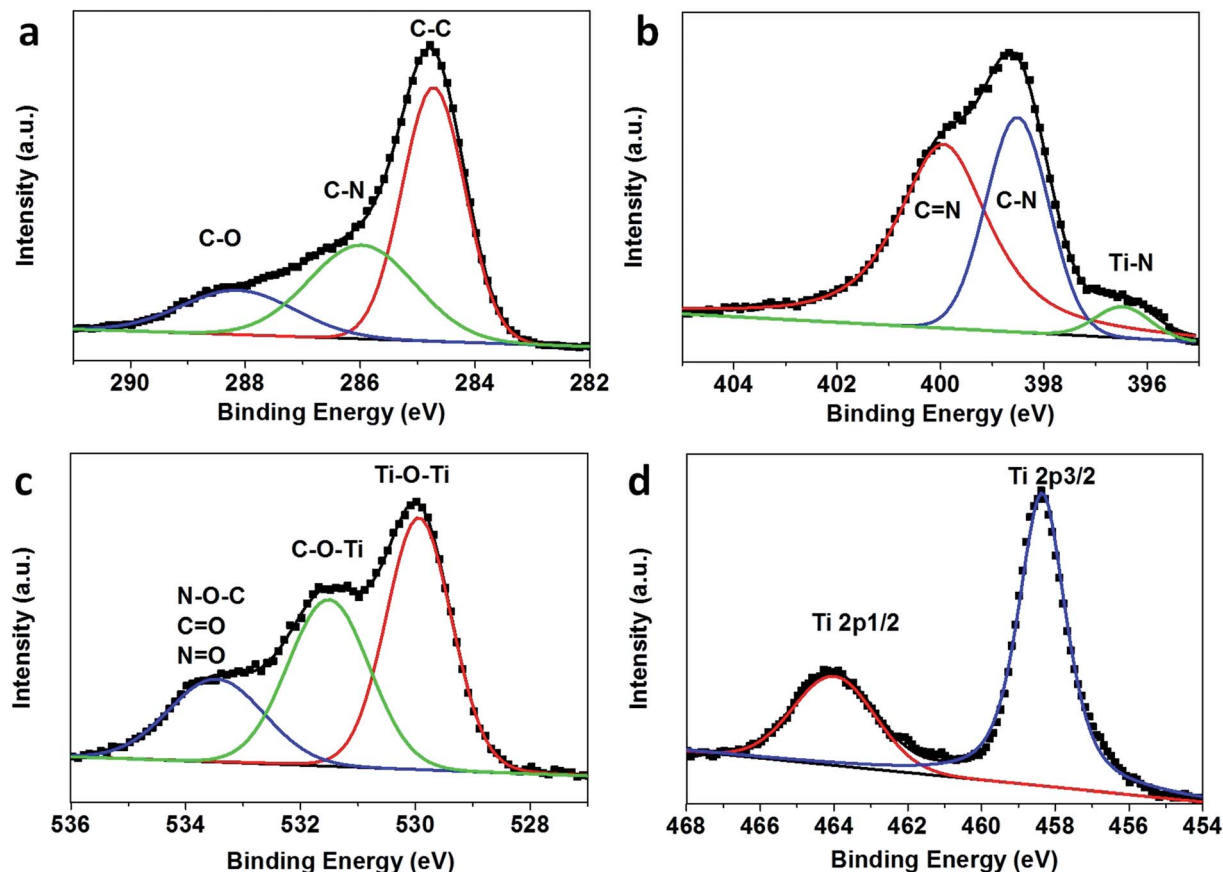 a
C-C
C-N
C-O
Intensity (a.u.)
290 288 286 284 282
Binding Energy (eV)
b
C=N
C-N
Ti-N
Intensity (a.u.)
404 402 400 398 396
Binding Energy (eV)
c
Ti-O-Ti
C-O-Ti
N-O-C
C=O
N=O
Intensity (a.u.)
536 534 532 530 528
Binding Energy (eV)
d
Ti 2p3/2
Ti 2p1/2
Intensity (a.u.)
468 466 464 462 460 458 456 454
Binding Energy (eV)